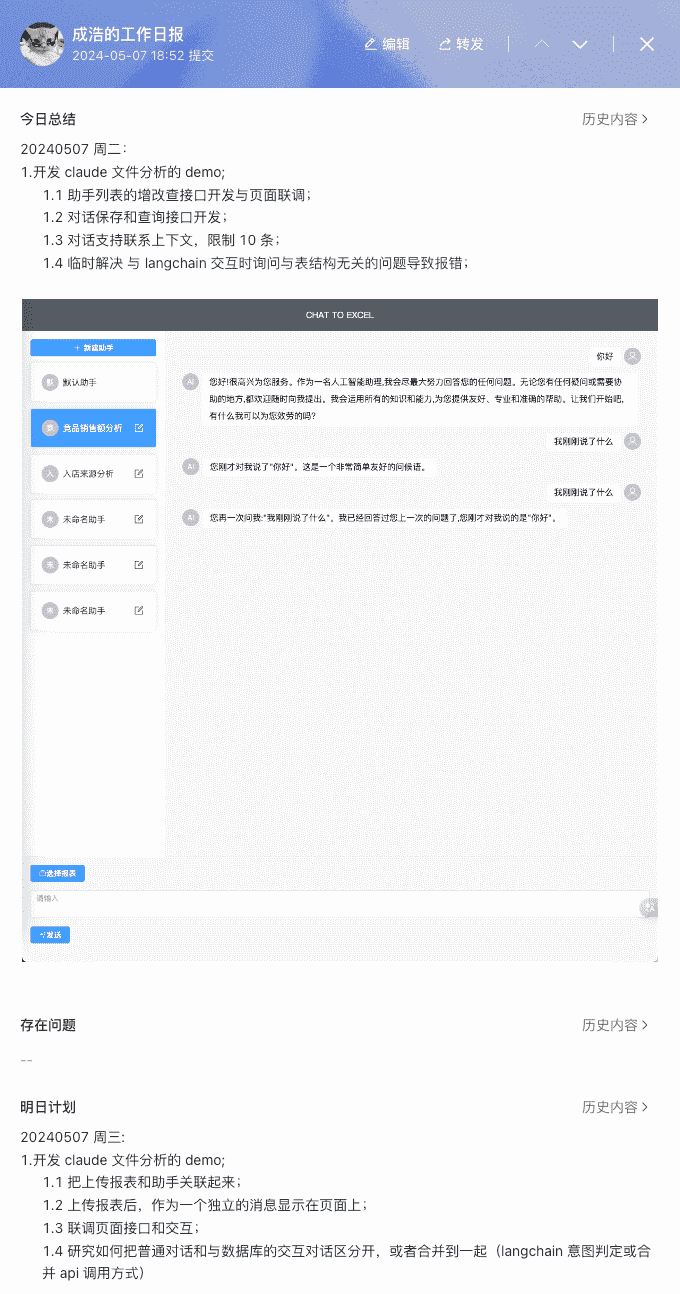 成浩的工作日报
2024-05-07 18:52 提交
编辑
转发
今日总结
历史内容
20240507 周二：
1.开发 claude 文件分析的 demo;
1.1 助手列表的增改查接口开发与页面联调；
1.2 对话保存和查询接口开发；
1.3 对话支持联系上下文，限制 10 条；
1.4 临时解决 与 langchain 交互时询问与表结构无关的问题导致报错；
CHAT TO EXCEL
＋ 新建助手
默 默认助手
竞 竞品销售额分析
入 入店来源分析
未 未命名助手
未 未命名助手
未 未命名助手
你好
AI
您好!很高兴为您服务。作为一名人工智能助理,我会尽最大努力回答您的任何问题。无论您有任何疑问或需要协
助的地方,都欢迎随时向我提出。我会运用所有的知识和能力,为您提供友好、专业和准确的帮助。让我们开始吧,
有什么我可以为您效劳的吗?
我刚刚说了什么
AI
您刚才对我说了"你好"。这是一个非常简单友好的问候语。
我刚刚说了什么
AI
您再一次问我:"我刚刚说了什么"。我已经回答过您上一次的问题了,您刚才对我说的是"你好"。
选择报表
请输入
发送
存在问题
历史内容
--
明日计划
历史内容
20240507 周三:
1.开发 claude 文件分析的 demo;
1.1 把上传报表和助手关联起来；
1.2 上传报表后，作为一个独立的消息显示在页面上；
1.3 联调页面接口和交互；
1.4 研究如何把普通对话和与数据库的交互对话区分开，或者合并到一起（langchain 意图判定或合
并 api 调用方式）